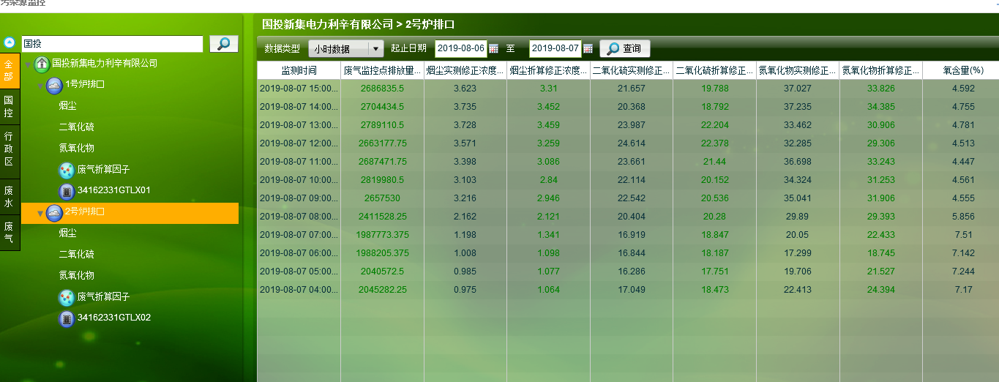 污染源监控
国投新集电力利辛有限公司 > 2号炉排口
国投
数据类型 小时数据 起止日期 2019-08-06 至 2019-08-07 查询
全部
国控
行政区
废水
废气
国投新集电力利辛有限公司
1号炉排口
烟尘
二氧化硫
氮氧化物
废气折算因子
34162331GTLX01
2号炉排口
烟尘
二氧化硫
氮氧化物
废气折算因子
34162331GTLX02
监测时间 废气监控点排放量... 烟尘实测修正浓度... 烟尘折算修正浓度... 二氧化硫实测修正... 二氧化硫折算修正... 氮氧化物实测修正... 氮氧化物折算修正... 氧含量(%)
2019-08-07 15:00... 2686835.5 3.623 3.31 21.657 19.788 37.027 33.826 4.592
2019-08-07 14:00... 2704434.5 3.735 3.452 20.368 18.792 37.235 34.385 4.755
2019-08-07 13:00... 2789110.5 3.728 3.459 23.987 22.204 33.462 30.906 4.781
2019-08-07 12:00... 2663177.75 3.571 3.259 24.614 22.378 32.285 29.306 4.513
2019-08-07 11:00... 2687471.75 3.398 3.086 23.661 21.44 36.698 33.243 4.447
2019-08-07 10:00... 2819980.5 3.103 2.84 22.114 20.152 34.324 31.253 4.561
2019-08-07 09:00... 2657530 3.216 2.946 22.542 20.536 35.041 31.906 4.555
2019-08-07 08:00... 2411528.25 2.162 2.121 20.404 20.28 29.89 29.393 5.856
2019-08-07 07:00... 1987773.375 1.198 1.341 16.919 18.847 20.05 22.433 7.51
2019-08-07 06:00... 1988205.375 1.008 1.098 16.844 18.187 17.299 18.745 7.142
2019-08-07 05:00... 2040572.5 0.985 1.077 16.286 17.751 19.706 21.527 7.244
2019-08-07 04:00... 2045282.25 0.975 1.064 17.049 18.473 22.413 24.394 7.17